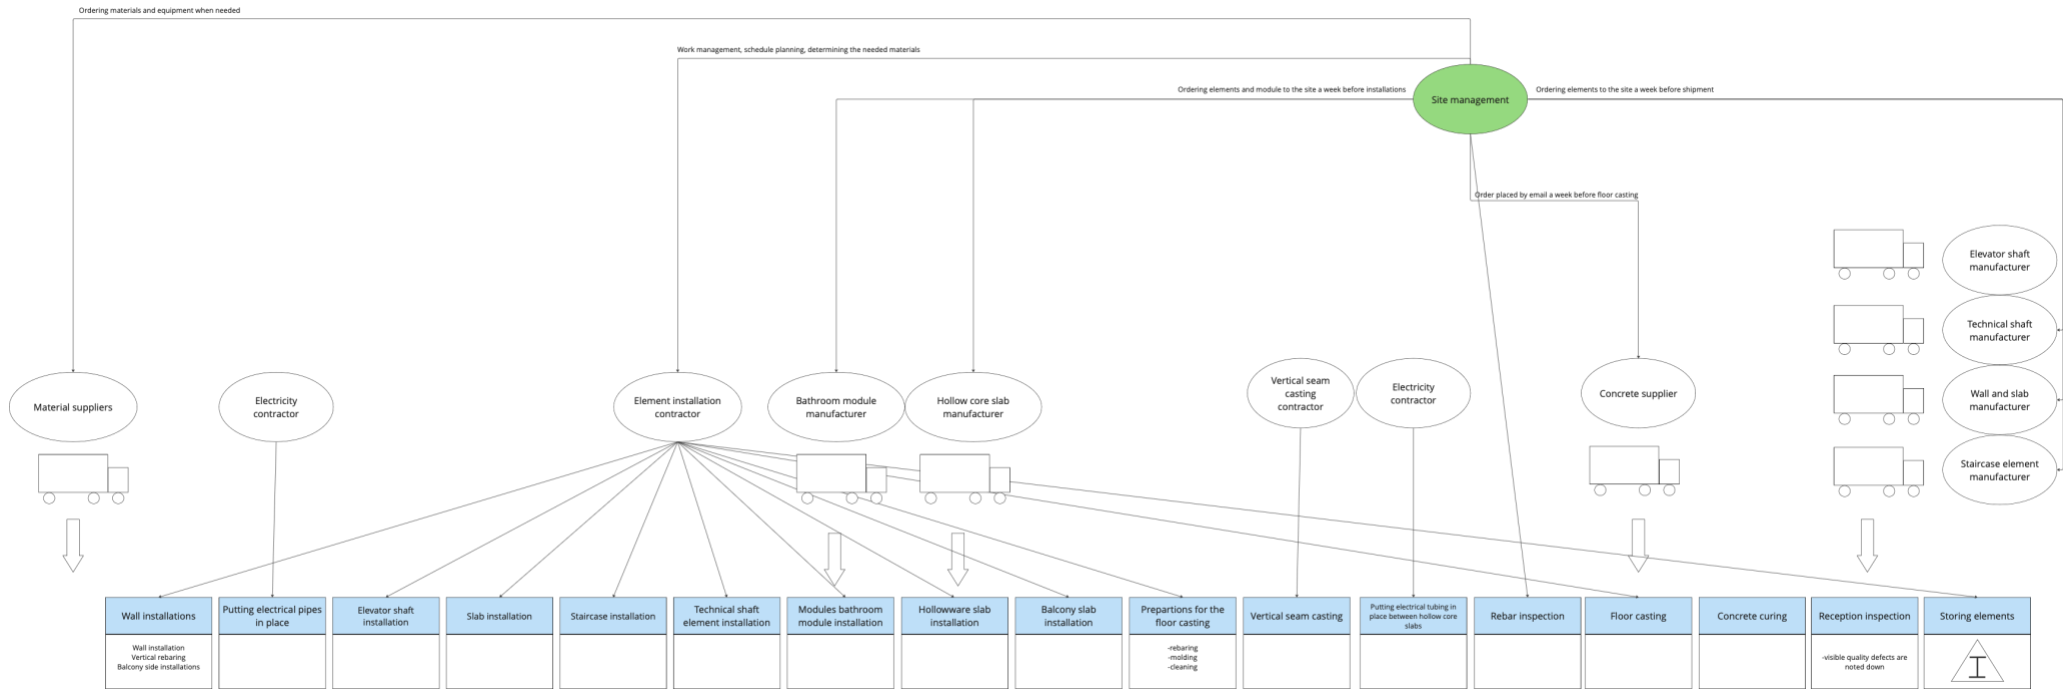 Ordering materials and equipment when needed
Work management, schedule planning, determining the needed materials
Ordering elements and module to the site a week before installations
Site management
Ordering elements to the site a week before shipment
Order placed by email a week before floor casting
Elevator shaft
manufacturer
Technical shaft
manufacturer
Wall and slab
manufacturer
Staircase element
manufacturer
Material suppliers
Electricity
contractor
Element installation
contractor
Bathroom module
manufacturer
Hollow core slab
manufacturer
Vertical seam
casting
contractor
Electricity
contractor
Concrete supplier
Wall installations
Putting electrical pipes
in place
Elevator shaft
installation
Slab installation
Staircase installation
Technical shaft
element installation
Modules bathroom
module installation
Hollowware slab
installation
Balcony slab
installation
Prepartions for the
floor casting
Vertical seam casting
Putting electrical tubing in
place between hollow core
slabs
Rebar inspection
Floor casting
Concrete curing
Reception inspection
Storing elements
Wall installation
Vertical rebaring
Balcony side installations
-rebaring
-molding
-cleaning
-visible quality defects are
noted down
I